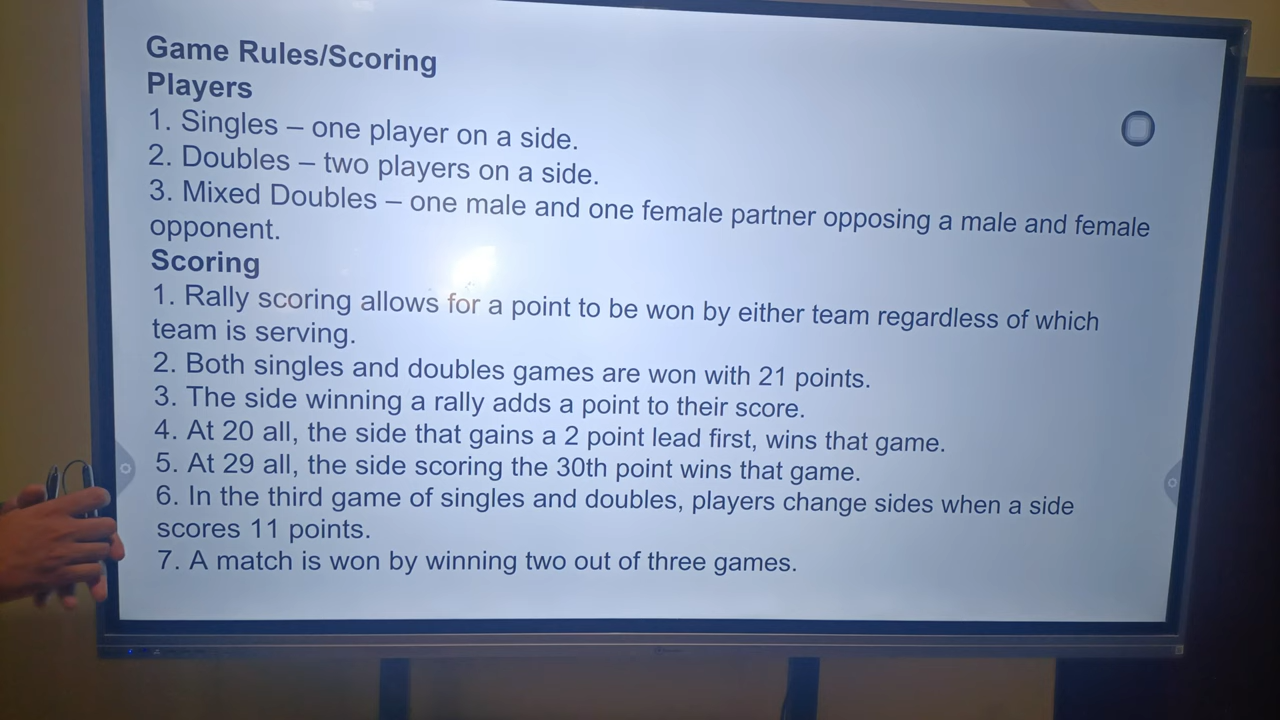 Game Rules/Scoring
Players
1. Singles – one player on a side.
2. Doubles – two players on a side.
3. Mixed Doubles – one male and one female partner opposing a male and female
opponent.
Scoring
1. Rally scoring allows for a point to be won by either team regardless of which
team is serving.
2. Both singles and doubles games are won with 21 points.
3. The side winning a rally adds a point to their score.
4. At 20 all, the side that gains a 2 point lead first, wins that game.
5. At 29 all, the side scoring the 30th point wins that game.
6. In the third game of singles and doubles, players change sides when a side
scores 11 points.
7. A match is won by winning two out of three games.